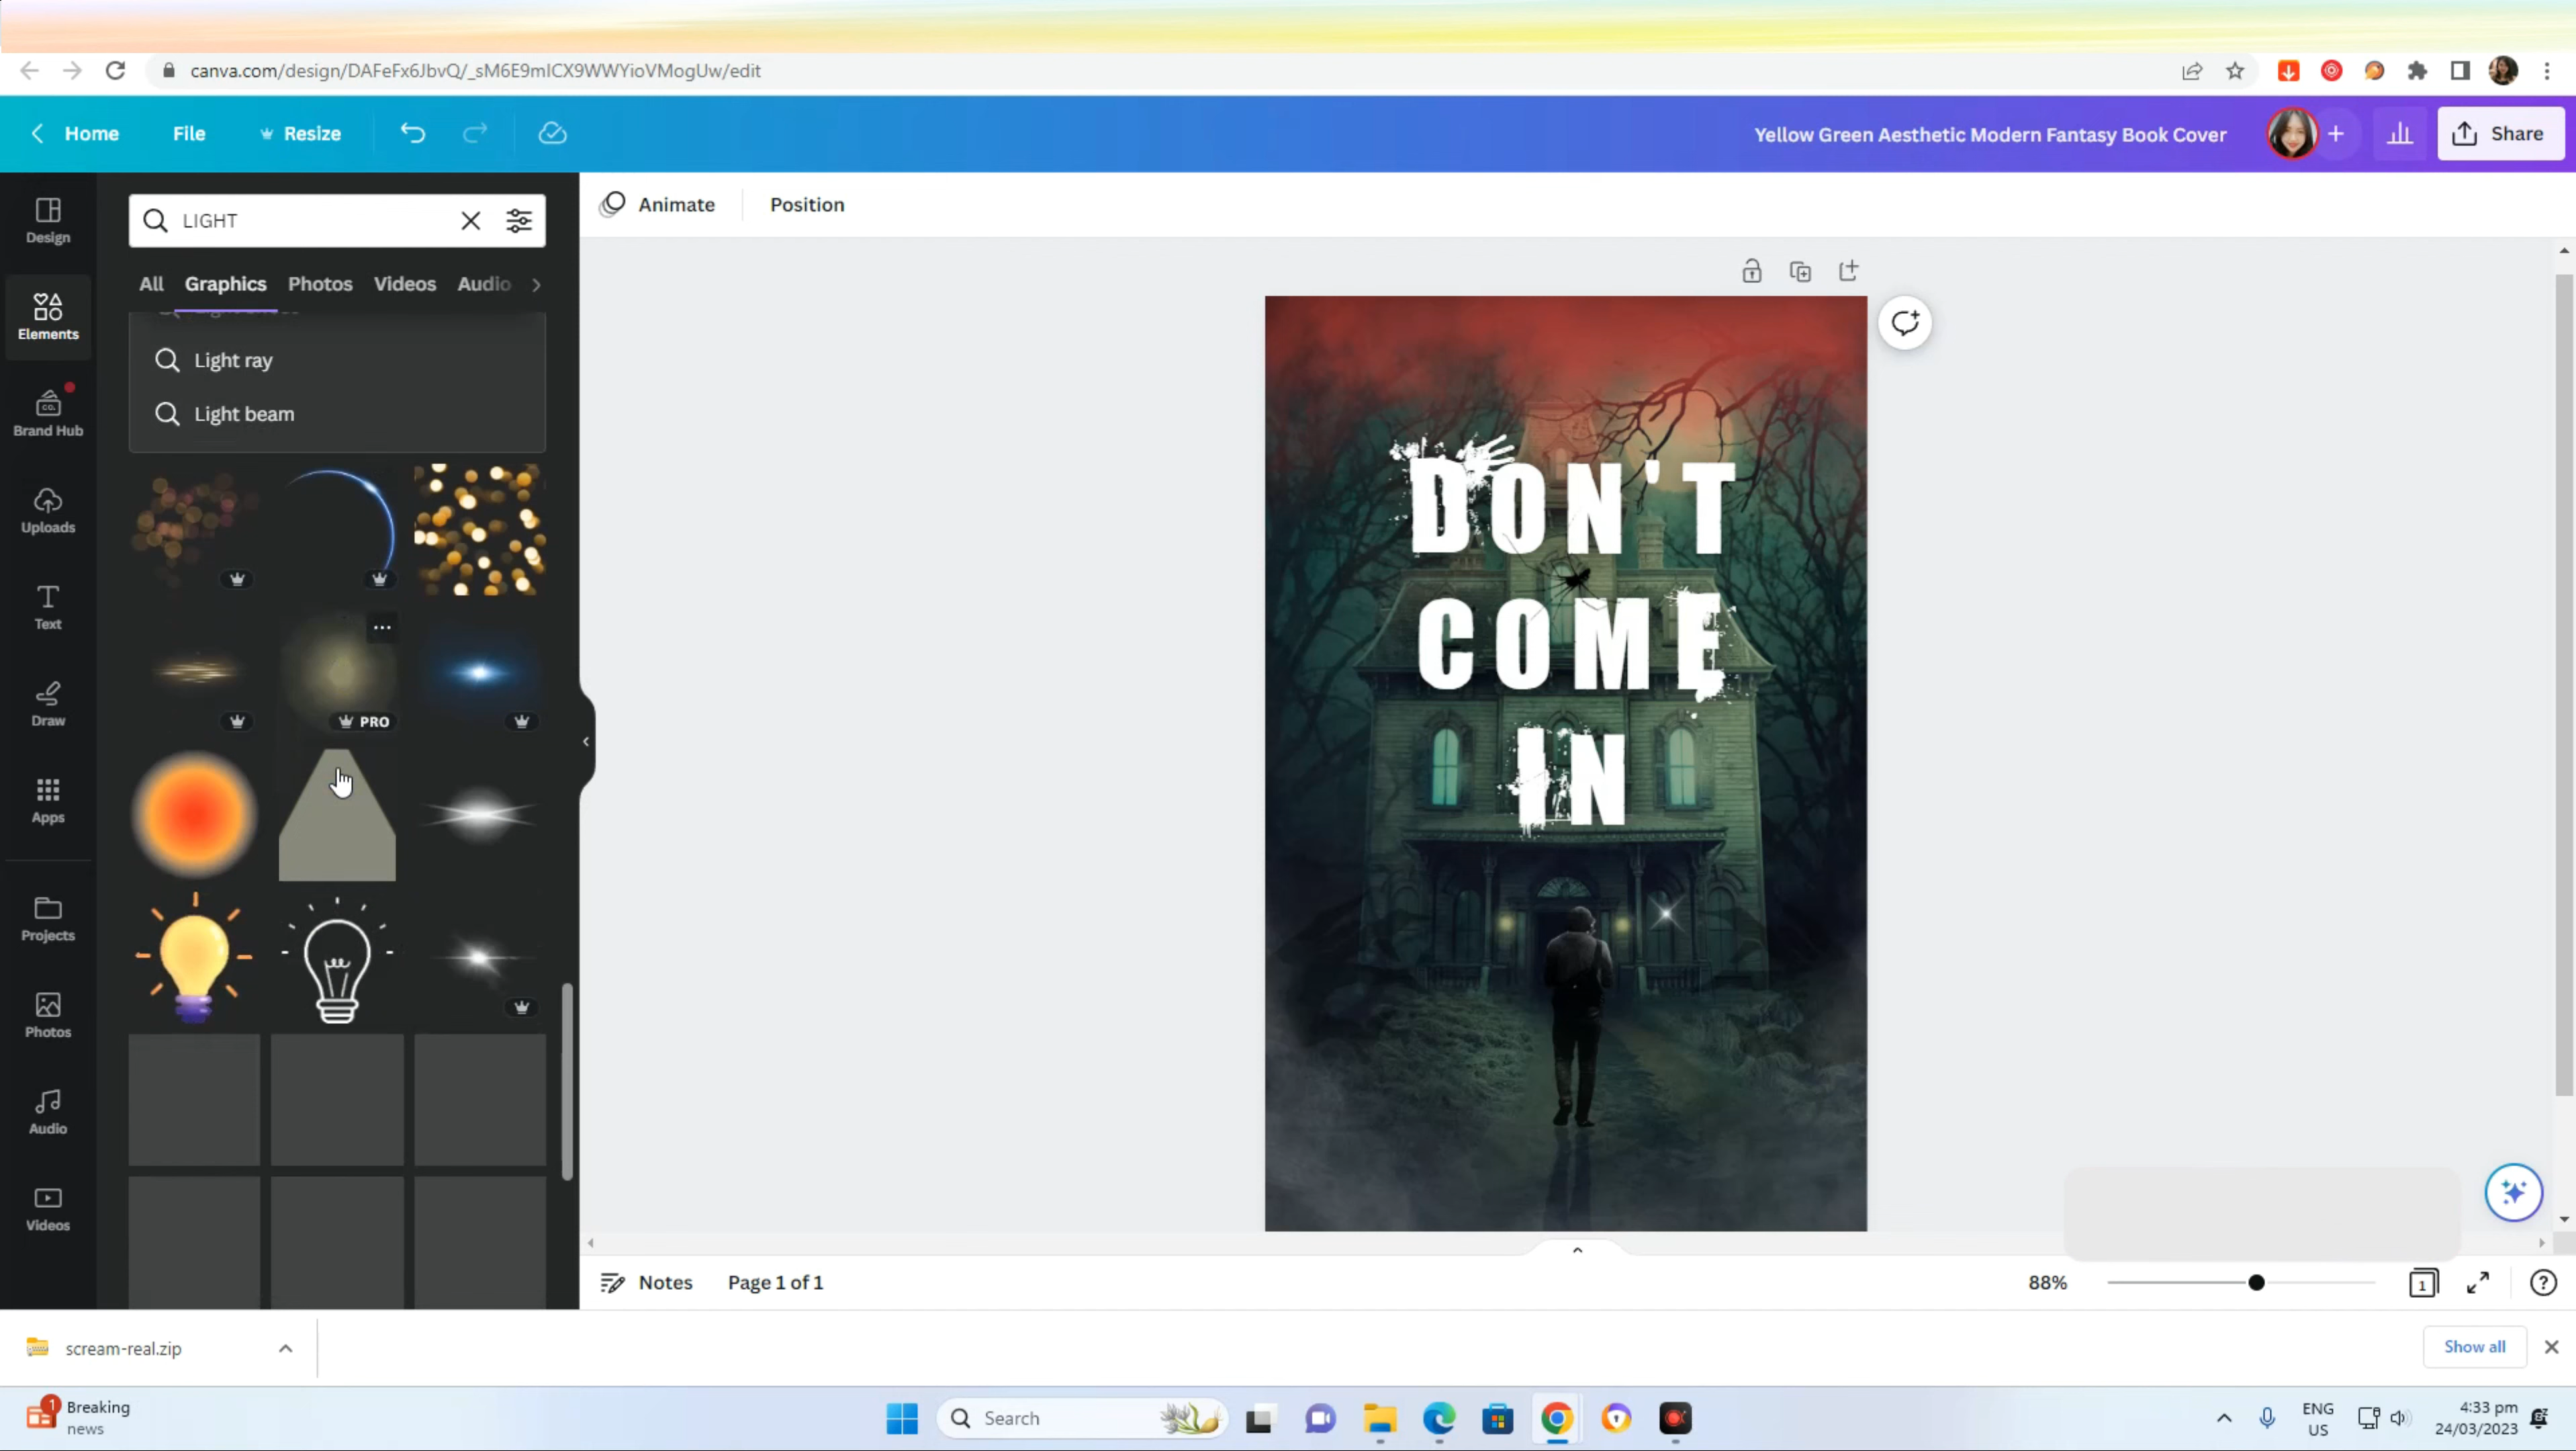 canva.com/design/DAFeFx6JbvQ/_sM6E9mICX9WWYioVMogUw/edit
Home File Resize
Yellow Green Aesthetic Modern Fantasy Book Cover
Share
Design
Elements
CO.
Brand Hub
Uploads
Text
Draw
Apps
Projects
Photos
Audio
Videos
LIGHT
All Graphics Photos Videos Audio
Light ray
Light beam
PRO
Animate Position
DON'T
COME
IN
Notes Page 1 of 1
88%
1
scream-real.zip
Show all
1
Breaking
news
Search
ENG
US
4:33 pm
24/03/2023